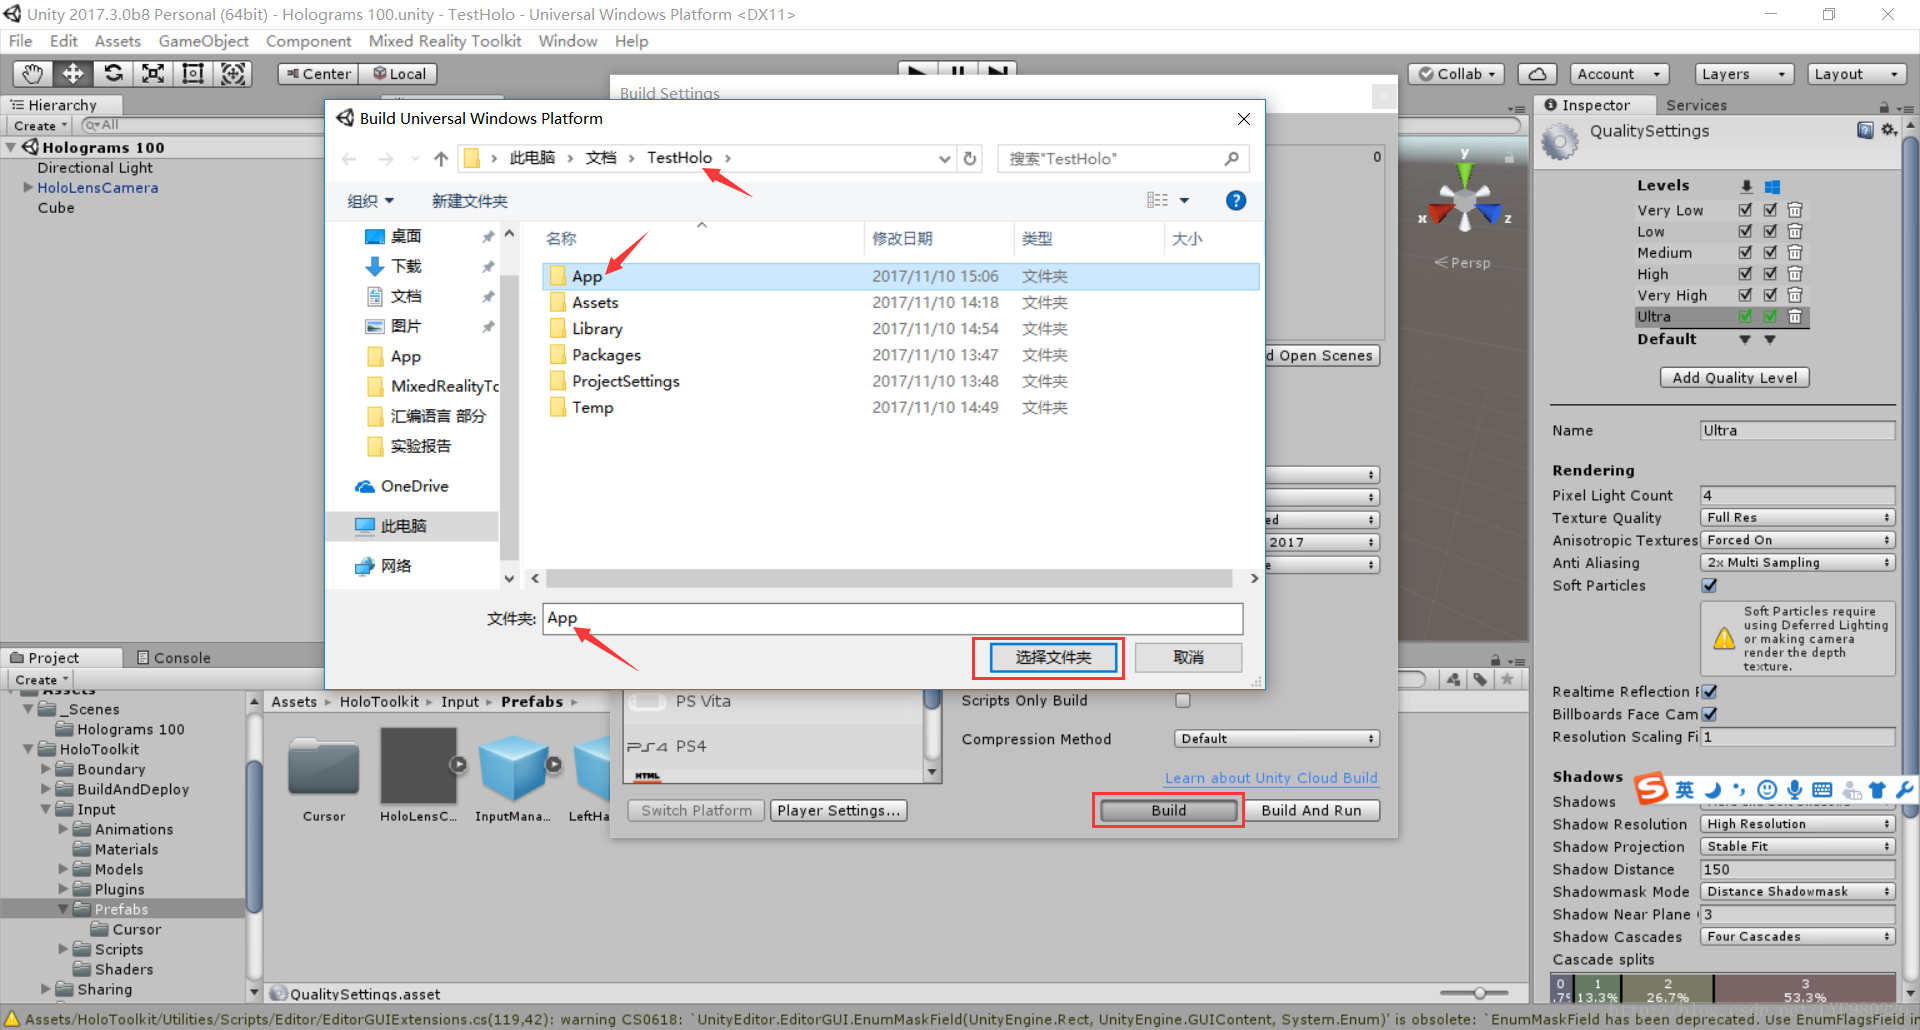 Unity 2017.3.0b8 Personal (64bit) - Holograms 100.unity - TestHolo - Universal Windows Platform <DX11>
File Edit Assets GameObject Component Mixed Reality Toolkit Window Help
Center Local
Collab Account Layers Layout
Hierarchy
Create All
Holograms 100
Directional Light
HoloLensCamera
Cube
Build Settings
0
d Open Scenes
ed
2017
e
Build Universal Windows Platform
此电脑 文档 TestHolo
搜索"TestHolo"
组织 新建文件夹
桌面
下载
文档
图片
App
MixedRealityTc
汇编语言 部分
实验报告
OneDrive
此电脑
网络
名称 修改日期 类型 大小
App 2017/11/10 15:06 文件夹
Assets 2017/11/10 14:18 文件夹
Library 2017/11/10 14:54 文件夹
Packages 2017/11/10 13:47 文件夹
ProjectSettings 2017/11/10 13:48 文件夹
Temp 2017/11/10 14:49 文件夹
文件夹: App
选择文件夹 取消
PS Vita
PS4 PS4
HTML
Scripts Only Build
Compression Method Default
Learn about Unity Cloud Build
Switch Platform Player Settings... Build Build And Run
y
x z
Persp
Inspector Services
QualitySettings
Levels
Very Low
Low
Medium
High
Very High
Ultra
Default
Add Quality Level
Name Ultra
Rendering
Pixel Light Count 4
Texture Quality Full Res
Anisotropic Textures Forced On
Anti Aliasing 2x Multi Sampling
Soft Particles
Soft Particles require
using Deferred Lighting
or making camera
render the depth
texture.
Realtime Reflection F
Billboards Face Cam
Resolution Scaling Fi 1
Shadows
Shadows
英
Shadow Resolution High Resolution
Shadow Projection Stable Fit
Shadow Distance 150
Shadowmask Mode Distance Shadowmask
Shadow Near Plane 3
Shadow Cascades Four Cascades
Cascade splits
0 1 2 3
13.3% 26.7% 53.3%
Project Console
Create
Assets
_Scenes
Holograms 100
HoloToolkit
Boundary
BuildAndDeploy
Input
Animations
Materials
Models
Plugins
Prefabs
Cursor
Scripts
Shaders
Sharing
Assets HoloToolkit Input Prefabs
Cursor HoloLensC... InputMana... LeftHa
QualitySettings.asset
Assets/HoloToolkit/Utilities/Scripts/Editor/EditorGUIExtensions.cs(119,42): warning CS0618: `UnityEditor.EditorGUI.EnumMaskField(UnityEngine.Rect, UnityEngine.GUIContent, System.Enum)' is obsolete: `EnumMaskField has been deprecated. Use EnumFlagsField in